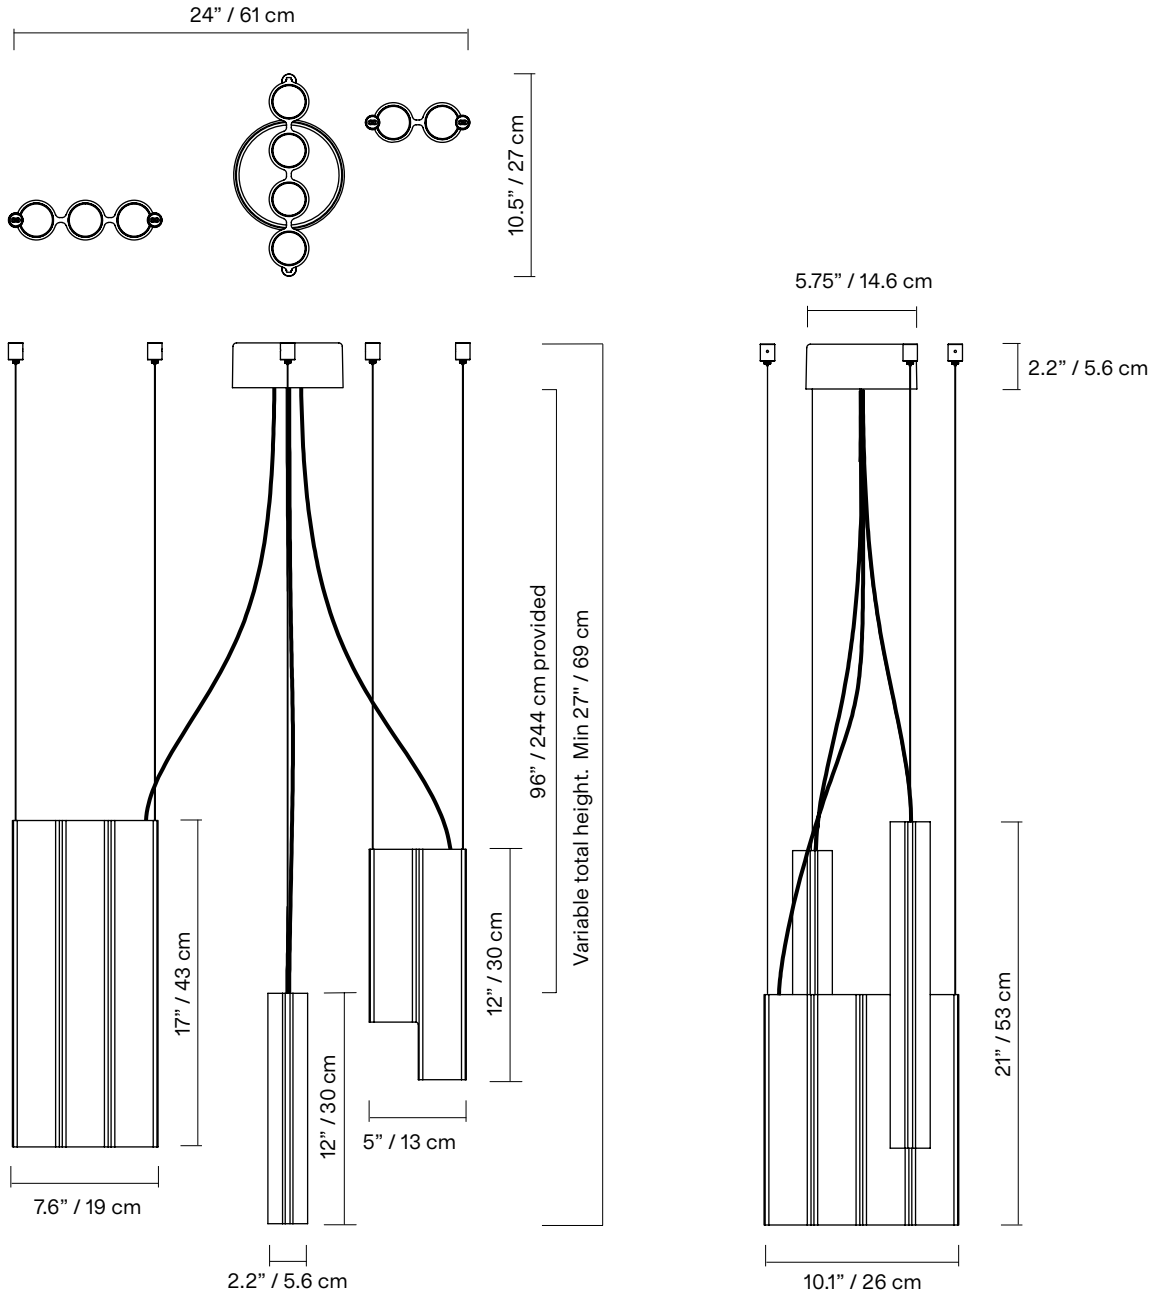 24” / 61 cm
10.5” / 27 cm
5.75” / 14.6 cm
2.2” / 5.6 cm
96” / 244 cm provided
Variable total height.  Min 27" / 69 cm
17” / 43 cm
12” / 30 cm
12” / 30 cm
21” / 53 cm
5” / 13 cm
7.6” / 19 cm
2.2” / 5.6 cm
10.1” / 26 cm